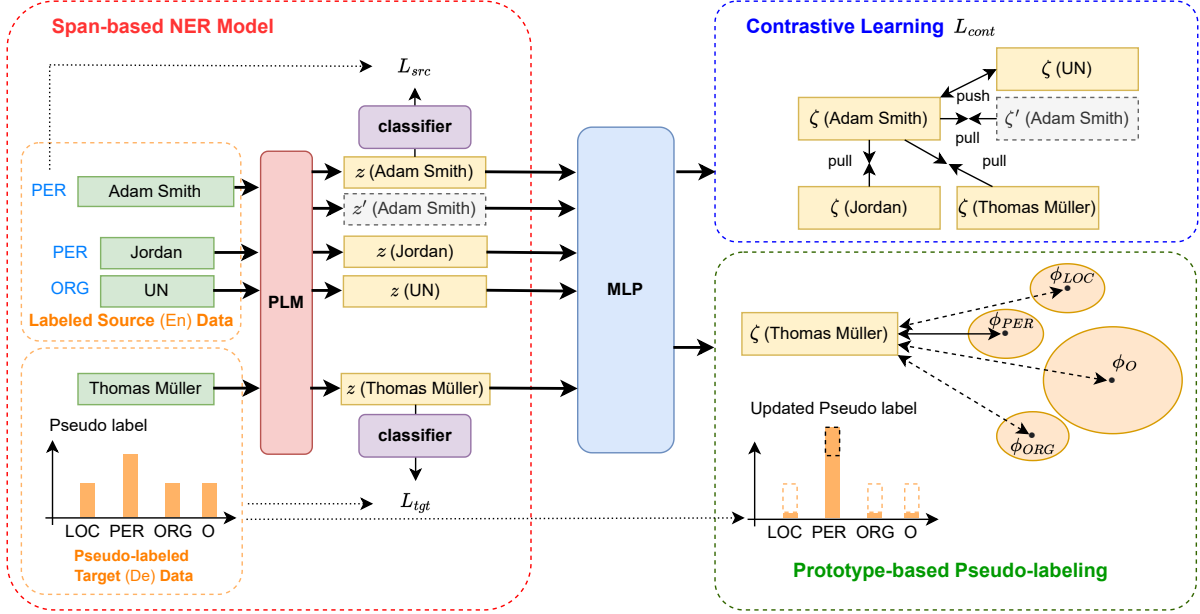 Span-based NER Model
L_src
classifier
PER
Adam Smith
z (Adam Smith)
z′ (Adam Smith)
PER
Jordan
z (Jordan)
ORG
UN
z (UN)
PLM
Labeled Source (En) Data
Thomas Müller
z (Thomas Müller)
classifier
Pseudo label
L_tgt
LOC PER ORG O
Pseudo-labeled
Target (De) Data
MLP
Contrastive Learning L_cont
ζ (UN)
push
ζ (Adam Smith)
ζ′ (Adam Smith)
pull
pull
pull
ζ (Jordan)
ζ (Thomas Müller)
ϕ_LOC
ϕ_PER
ζ (Thomas Müller)
ϕ_O
Updated Pseudo label
ϕ_ORG
LOC PER ORG O
Prototype-based Pseudo-labeling